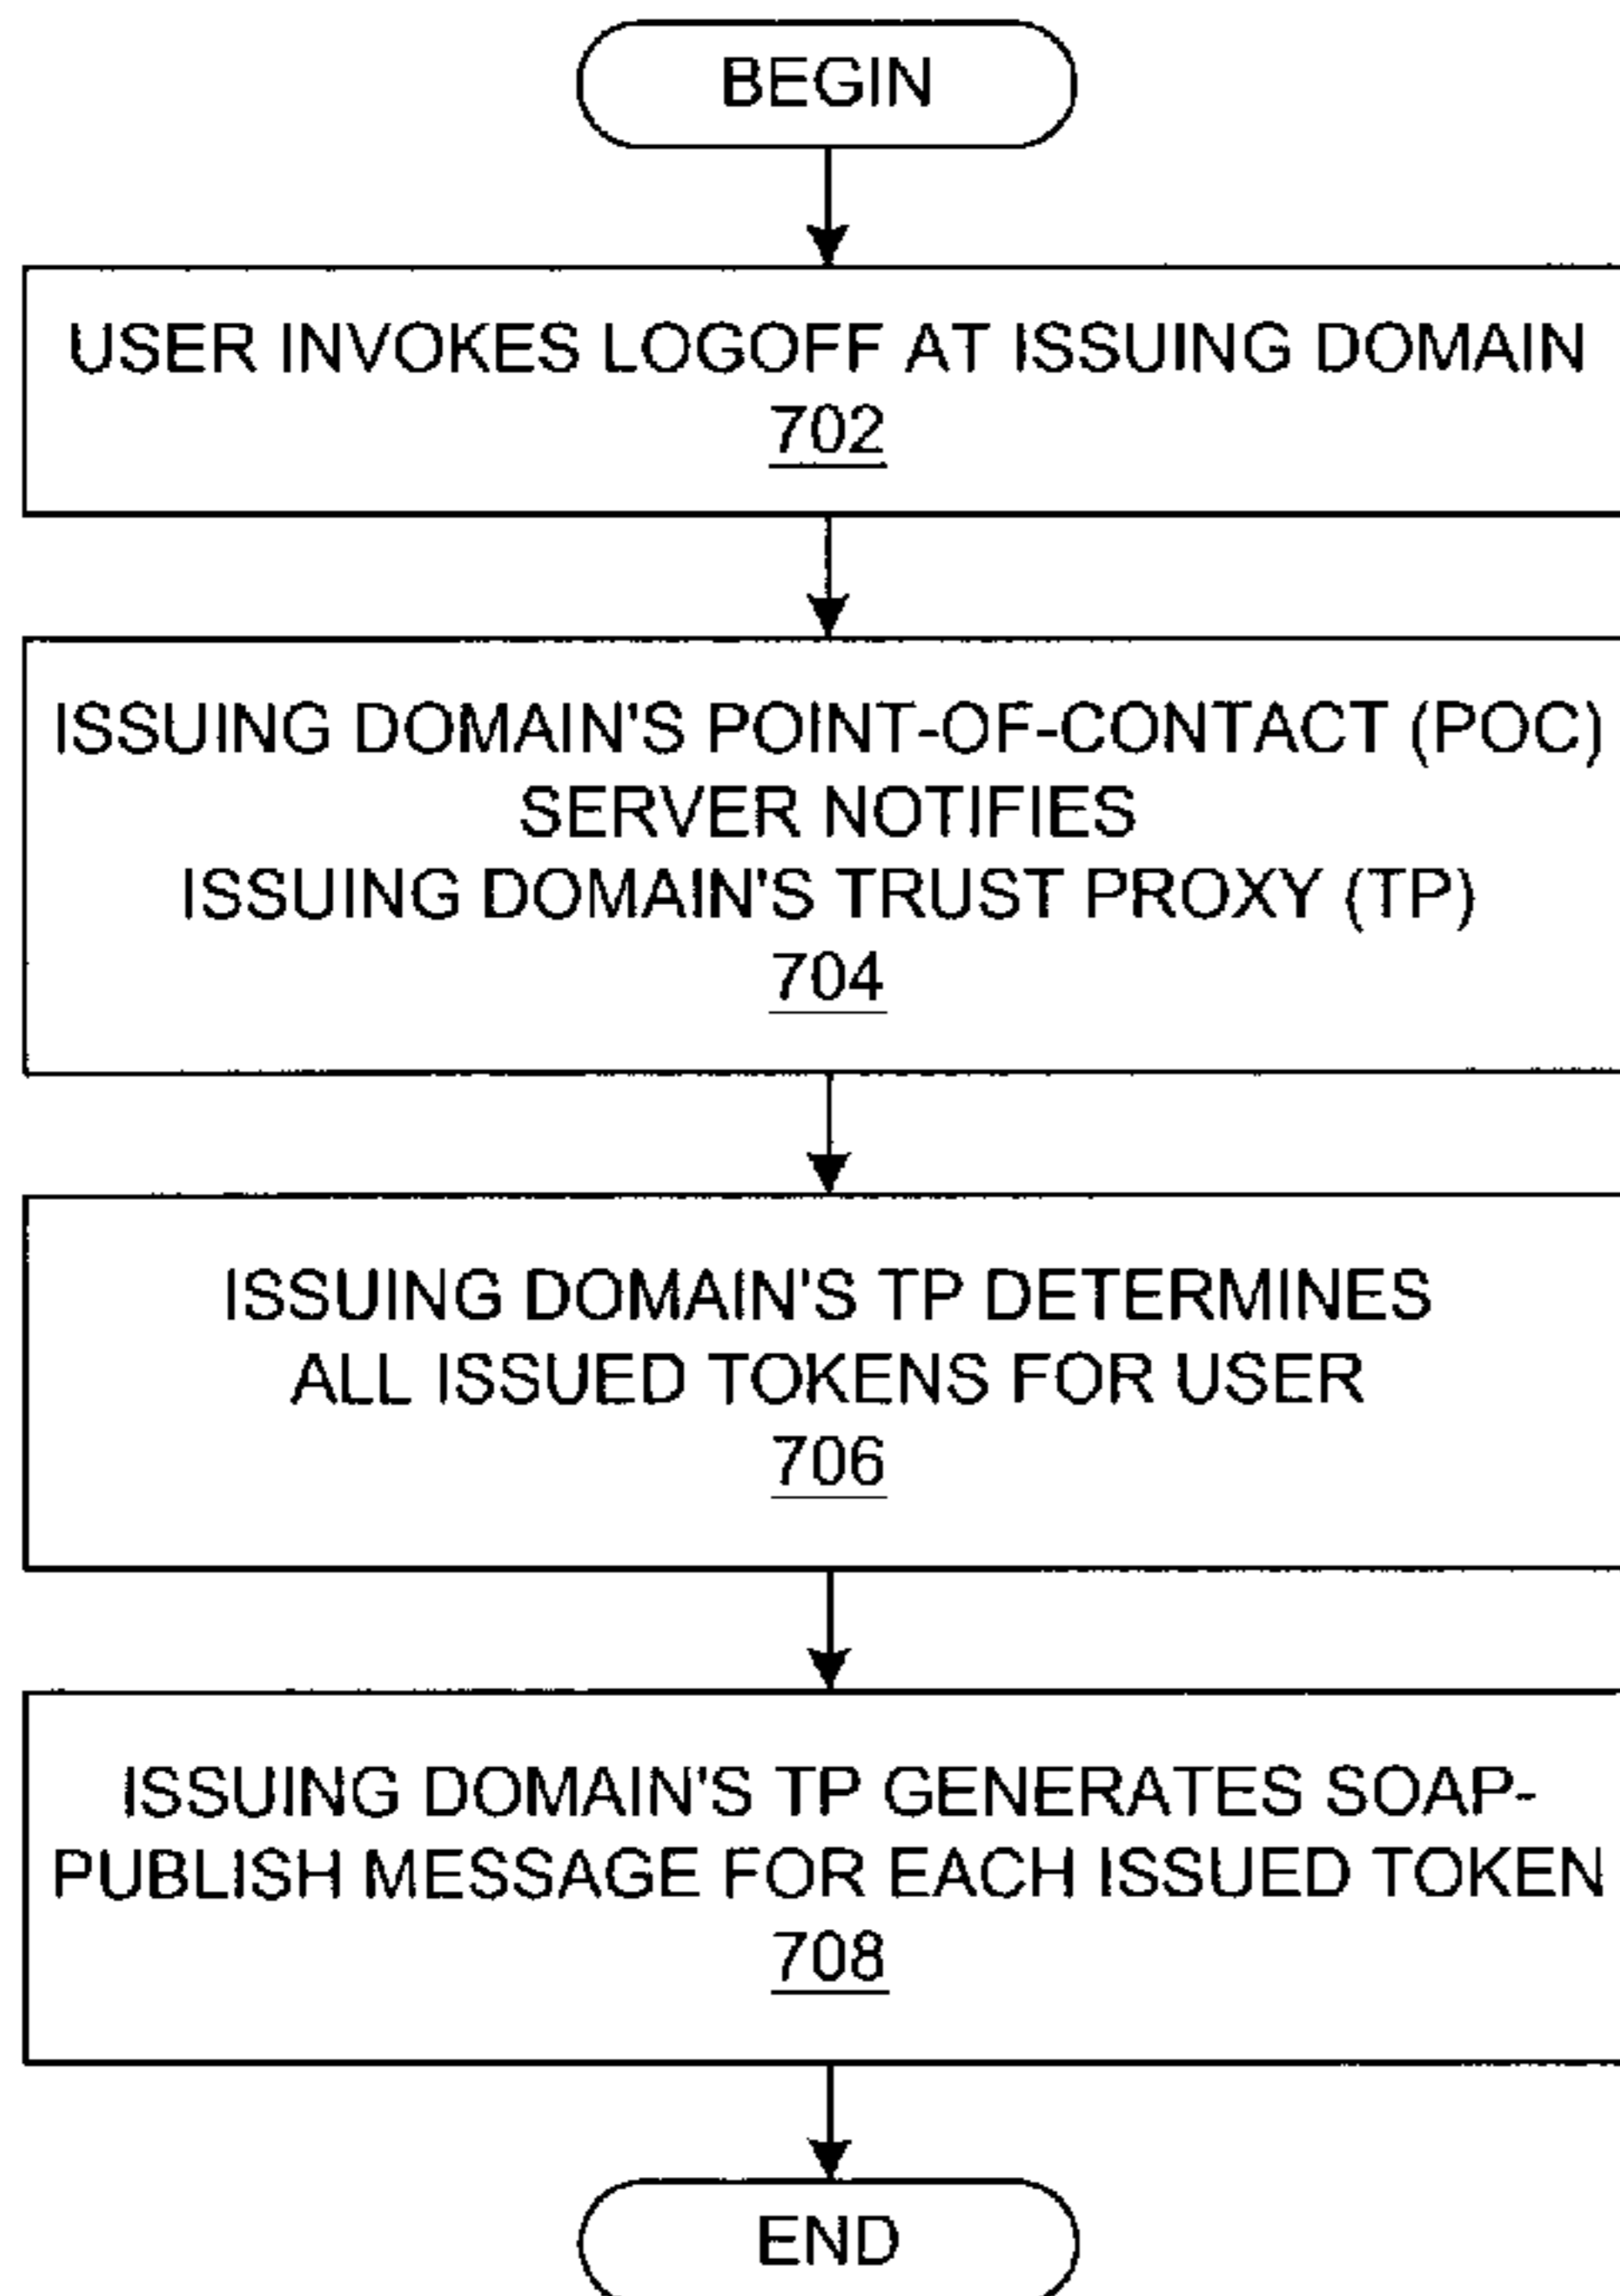 BEGIN
USER INVOKES LOGOFF AT ISSUING DOMAIN
702
ISSUING DOMAIN'S POINT-OF-CONTACT (POC)
SERVER NOTIFIES
ISSUING DOMAIN'S TRUST PROXY (TP)
704
ISSUING DOMAIN'S TP DETERMINES
ALL ISSUED TOKENS FOR USER
706
ISSUING DOMAIN'S TP GENERATES SOAP-
PUBLISH MESSAGE FOR EACH ISSUED TOKEN
708
END